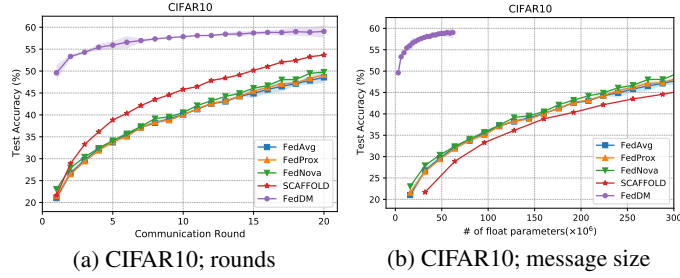 CIFAR10
Test Accuracy (%)
60
55
50
45
40
35
30
25
20
0
5
10
15
20
Communication Round
FedAvg
FedProx
FedNova
SCAFFOLD
FedDM
(a) CIFAR10; rounds
CIFAR10
Test Accuracy (%)
60
55
50
45
40
35
30
25
20
0
50
100
150
200
250
300
# of float parameters(×10⁶)
FedAvg
FedProx
FedNova
SCAFFOLD
FedDM
(b) CIFAR10; message size